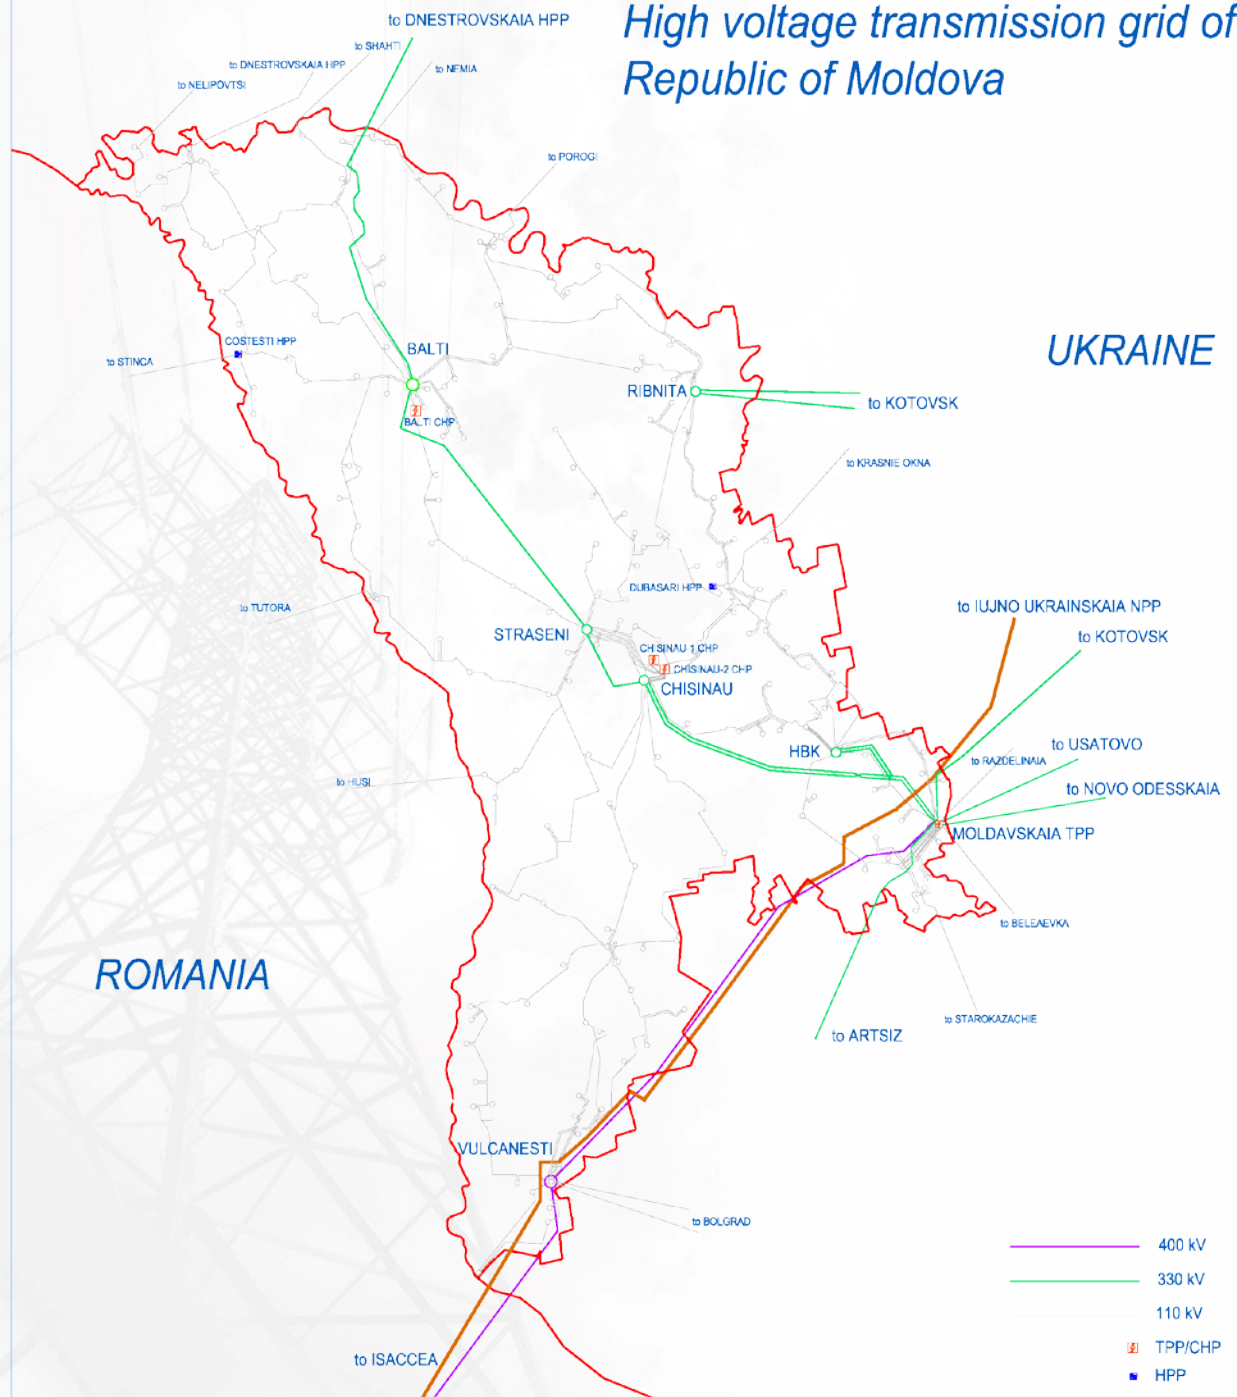 High voltage transmission grid of
Republic of Moldova
to DNESTROVSKAIA HPP
to SHAHTI
to DNESTROVSKAIA HPP
to NEMIA
to NELIPOVTSI
to POROGI
UKRAINE
COSTESTI HPP
to STINCA
BALTI
BALTI CHP
RIBNITA
to KOTOVSK
to KRASNIE OKNA
DUBASARI HPP
to TUTORA
STRASENI
CHISINAU-1 CHP
CHISINAU-2 CHP
CHISINAU
to IUJNO UKRAINSKAIA NPP
to KOTOVSK
HBK
to USATOVO
to RAZDELINAIA
to HUSI
to NOVO ODESSKAIA
MOLDAVSKAIA TPP
to BELEAEVKA
ROMANIA
to STAROKAZACHIE
to ARTSIZ
VULCANESTI
to BOLGRAD
to ISACCEA
400 kV
330 kV
110 kV
TPP/CHP
HPP